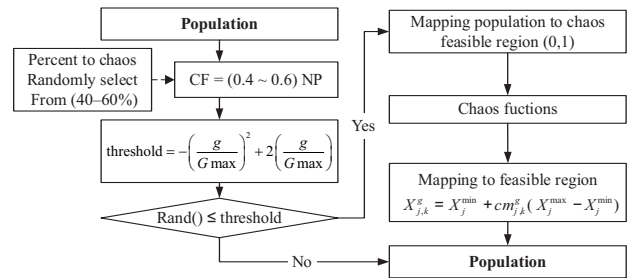 Population
Percent to chaos
Randomly select
From (40–60%)
CF = (0.4 ~ 0.6) NP
threshold = −(g/G max)² + 2(g/G max)
Rand() ≤ threshold
Yes
No
Mapping population to chaos
feasible region (0,1)
Chaos fuctions
Mapping to feasible region
X^g_{j,k} = X^min_j + cm^g_{j,k}( X^max_j − X^min_j )
Population